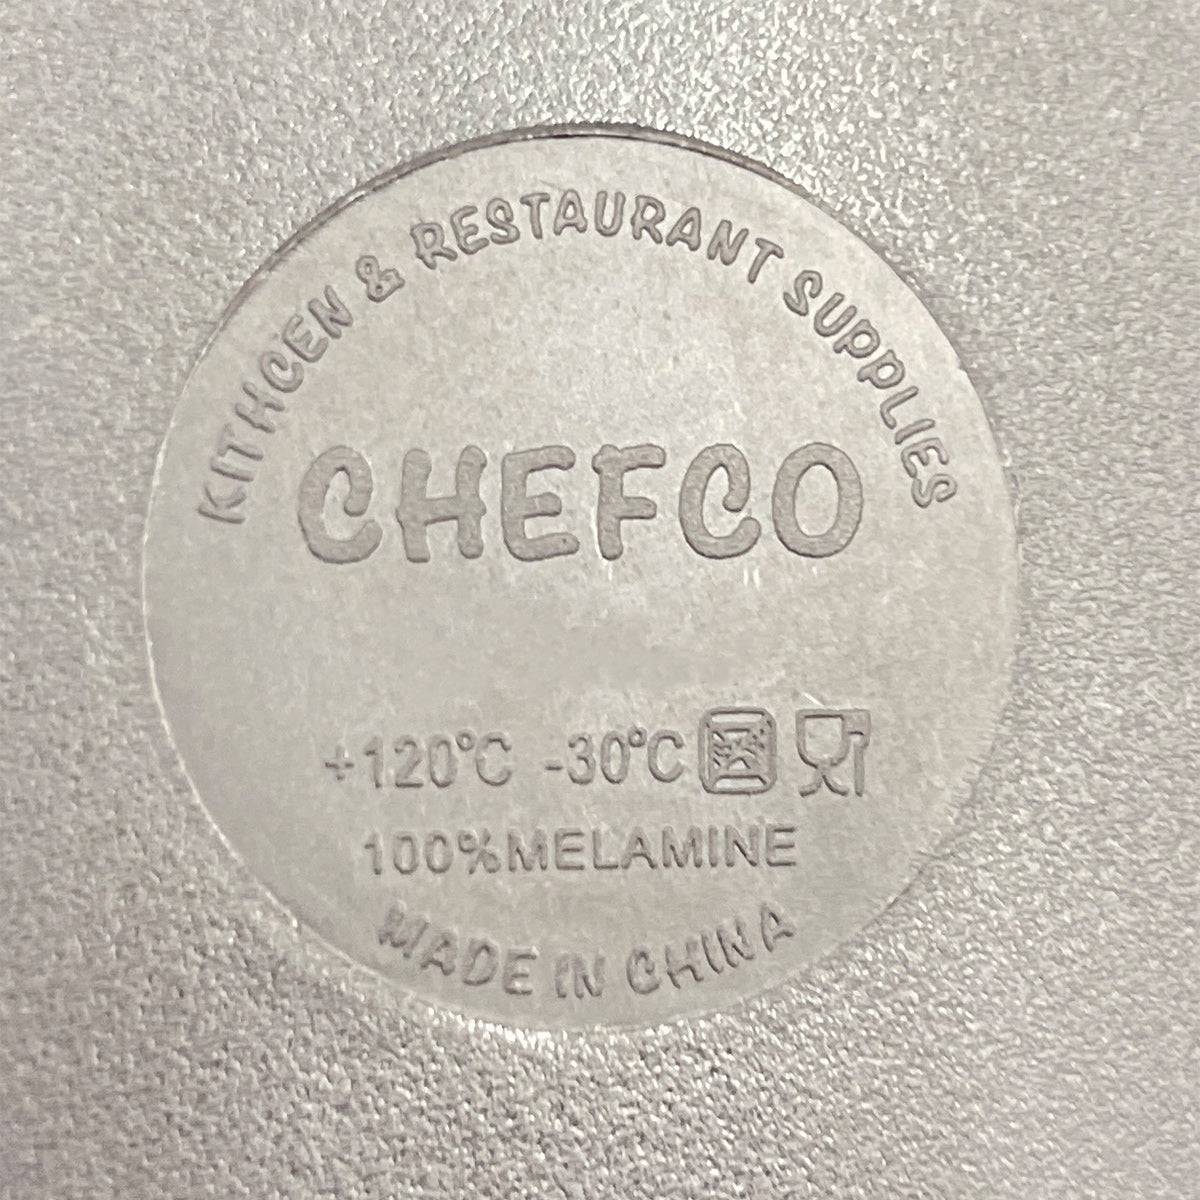 KITHCEN & RESTAURANT SUPPLIES
CHEFCO
+120°C -30°C
100%MELAMINE
MADE IN CHINA